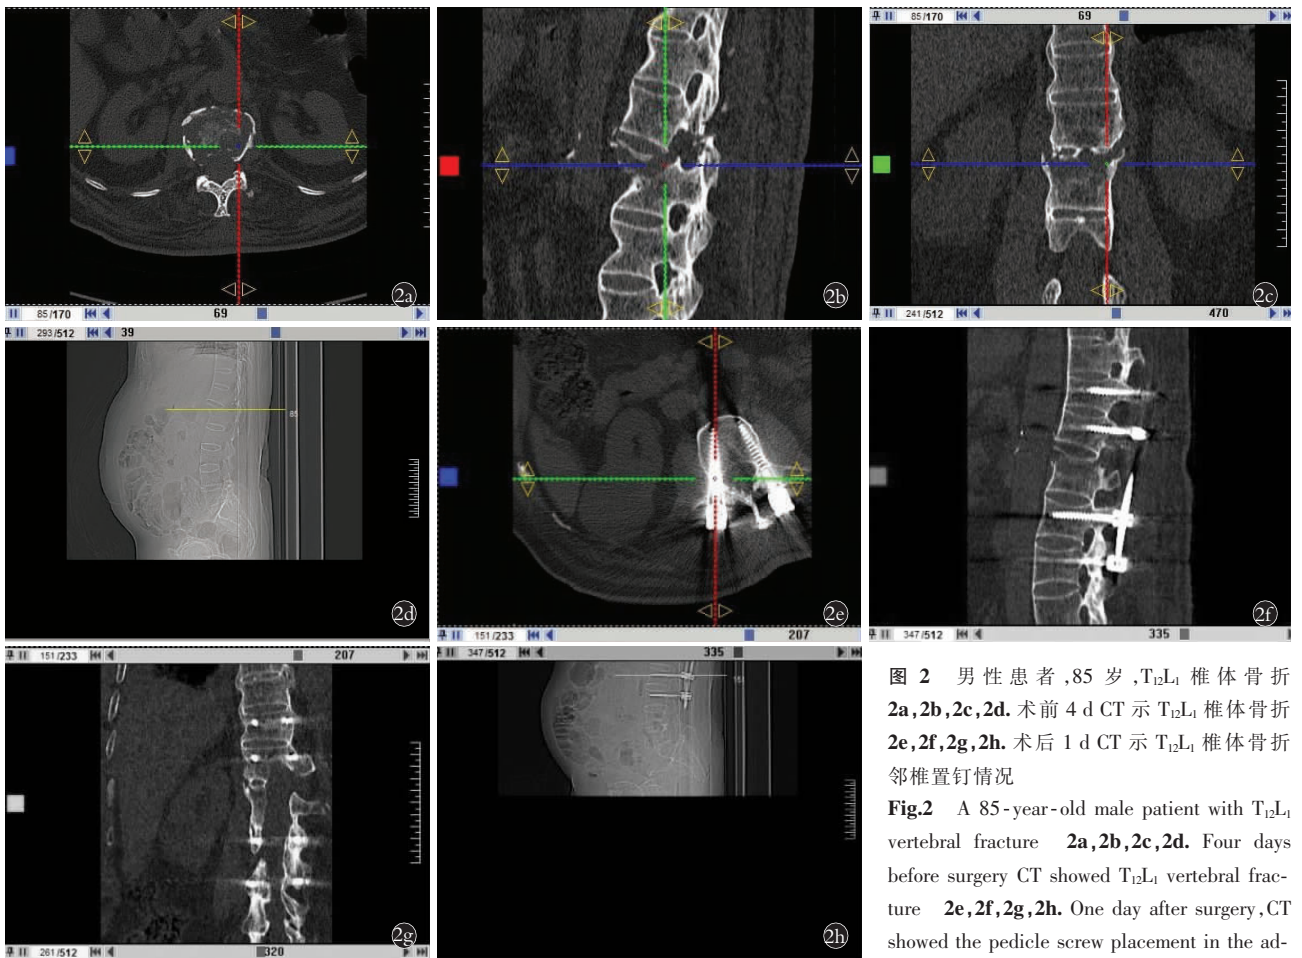 85/170
69
2a
2b
85/170
69
241/512
470
2c
293/512
39
85
2d
151/233
207
2e
347/512
335
2f
151/233
207
261/512
320
2g
347/512
335
151
2h
图 2 男性患者,85 岁,T₁₂L₁ 椎体骨折
2a,2b,2c,2d. 术前 4 d CT 示 T₁₂L₁ 椎体骨折
2e,2f,2g,2h. 术后 1 d CT 示 T₁₂L₁ 椎体骨折
邻椎置钉情况
Fig.2 A 85-year-old male patient with T₁₂L₁
vertebral fracture 2a,2b,2c,2d. Four days
before surgery CT showed T₁₂L₁ vertebral frac-
ture 2e,2f,2g,2h. One day after surgery,CT
showed the pedicle screw placement in the ad-